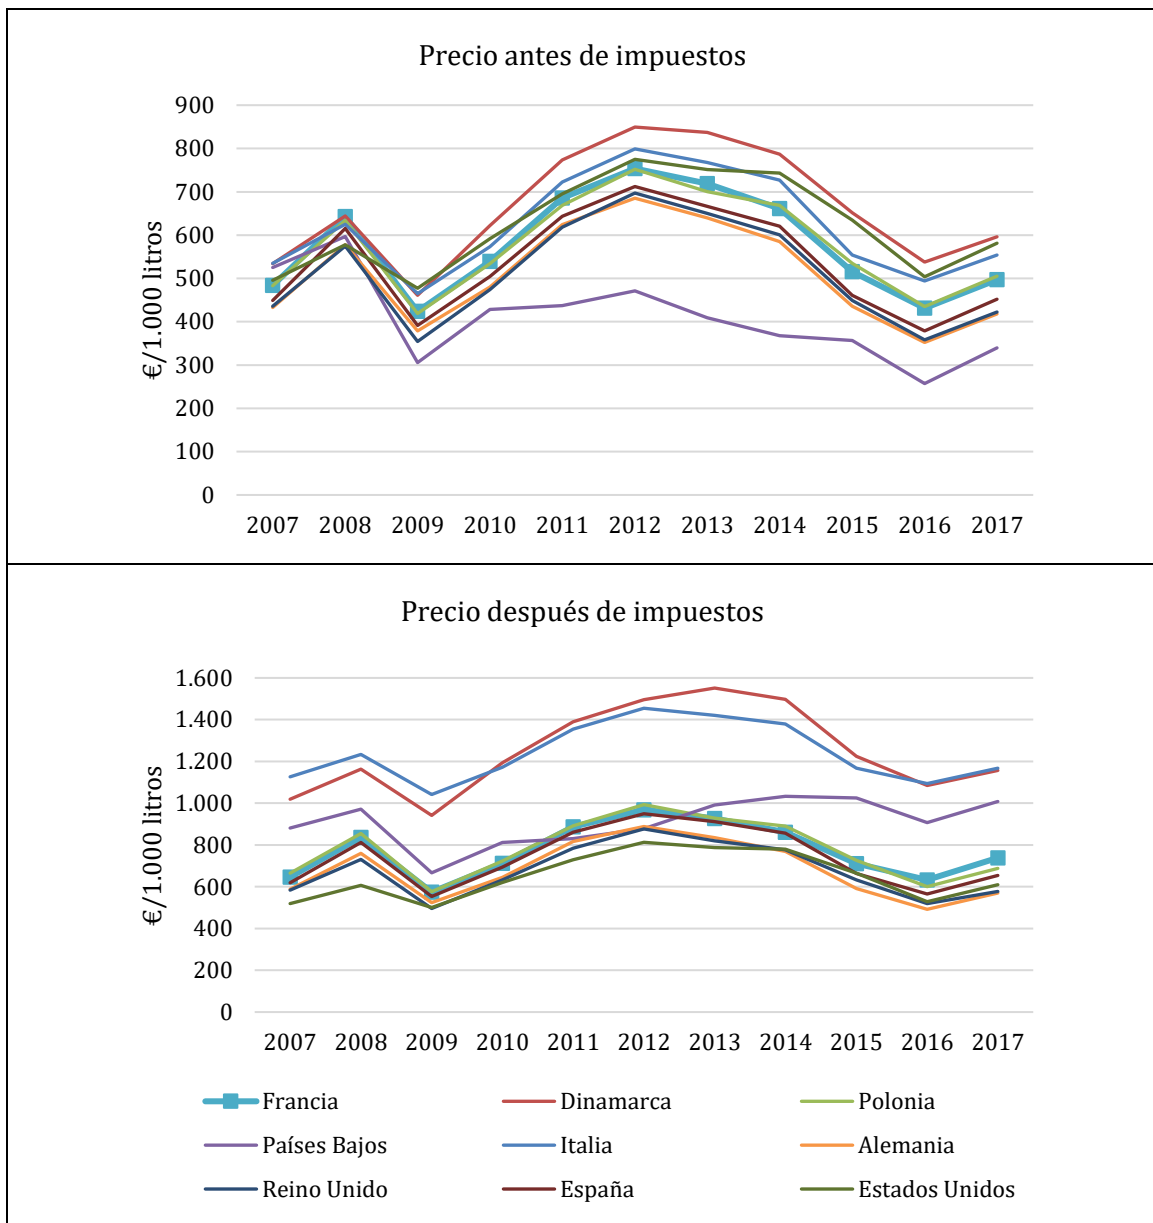 Precio antes de impuestos
€/1.000 litros
900
800
700
600
500
400
300
200
100
0
2007 2008 2009 2010 2011 2012 2013 2014 2015 2016 2017
Precio después de impuestos
€/1.000 litros
1.600
1.400
1.200
1.000
800
600
400
200
0
2007 2008 2009 2010 2011 2012 2013 2014 2015 2016 2017
Francia Dinamarca Polonia
Países Bajos Italia Alemania
Reino Unido España Estados Unidos